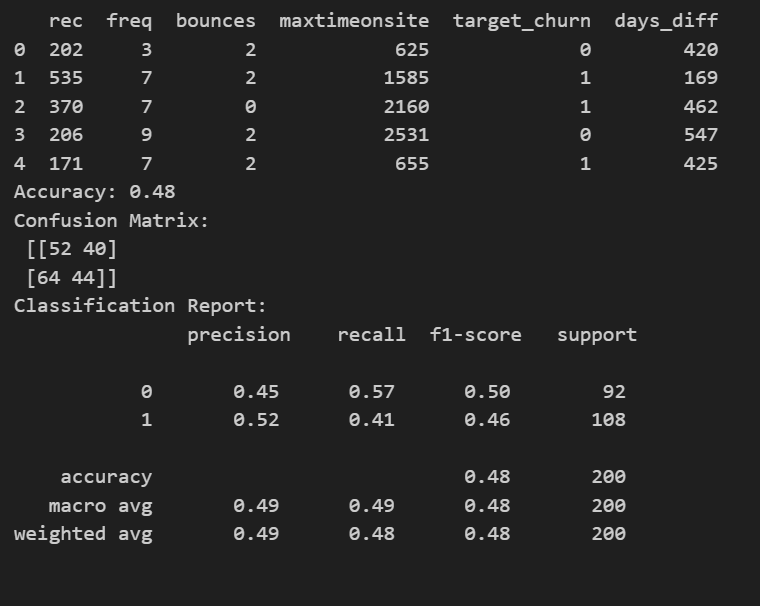 rec  freq  bounces  maxtimeonsite  target_churn  days_diff
0  202     3        2            625             0        420
1  535     7        2           1585             1        169
2  370     7        0           2160             1        462
3  206     9        2           2531             0        547
4  171     7        2            655             1        425
Accuracy: 0.48
Confusion Matrix:
 [[52 40]
 [64 44]]
Classification Report:
               precision    recall  f1-score   support

           0       0.45      0.57      0.50        92
           1       0.52      0.41      0.46       108

    accuracy                           0.48       200
   macro avg       0.49      0.49      0.48       200
weighted avg       0.49      0.48      0.48       200